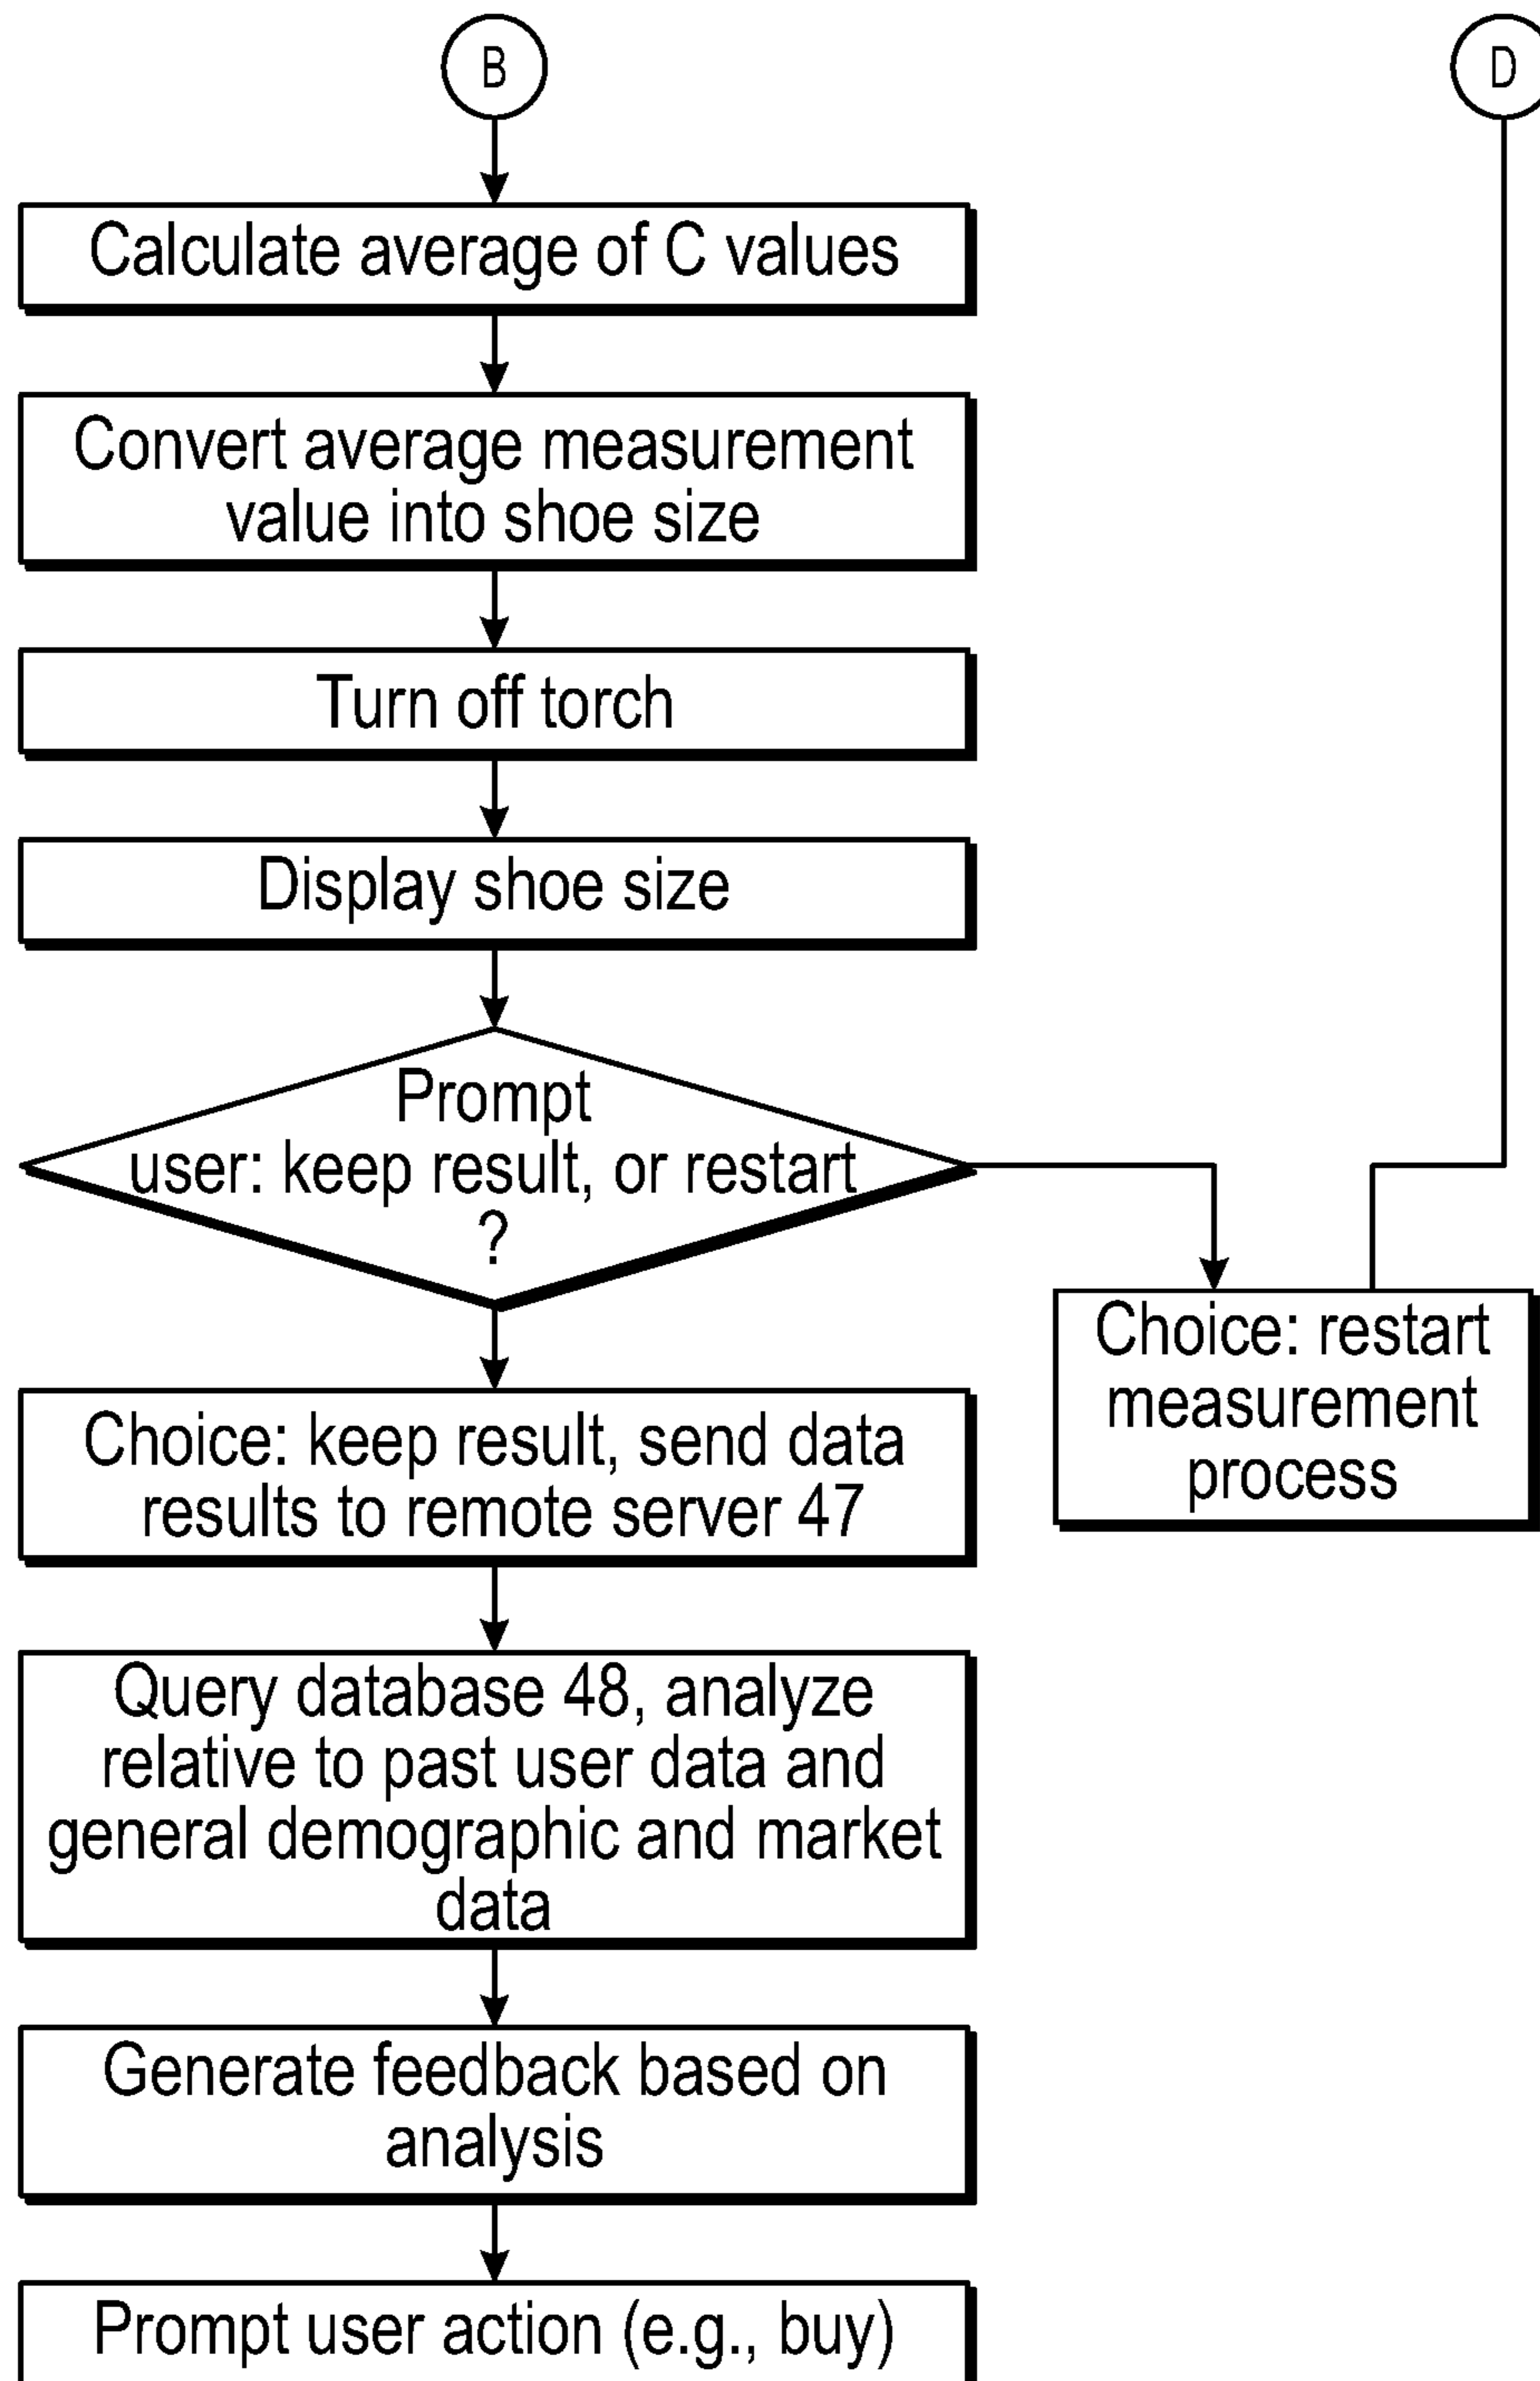 B
D
Calculate average of C values
Convert average measurement
value into shoe size
Turn off torch
Display shoe size
Prompt
user: keep result, or restart
?
Choice: restart
measurement
process
Choice: keep result, send data
results to remote server 47
Query database 48, analyze
relative to past user data and
general demographic and market
data
Generate feedback based on
analysis
Prompt user action (e.g., buy)